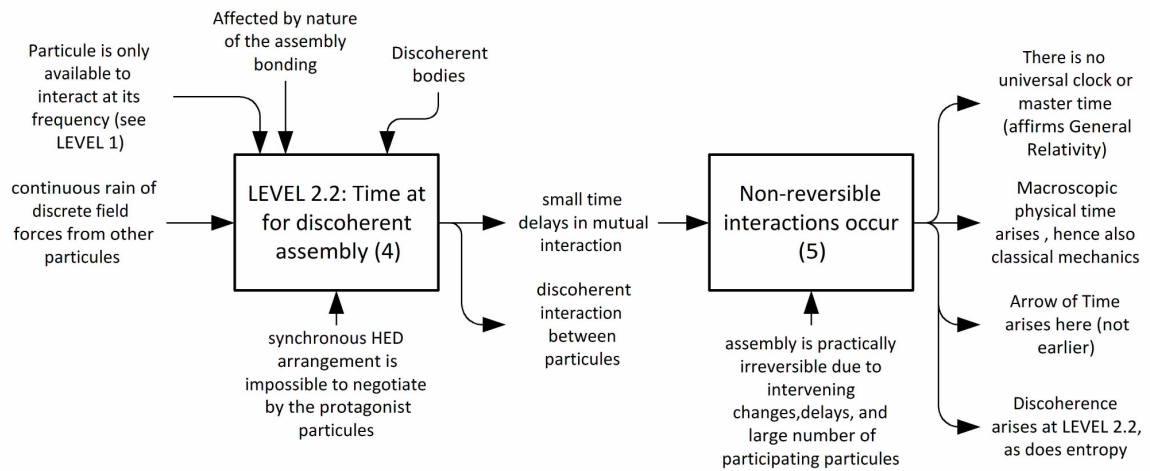 Particule is only
available to
interact at its
frequency (see
LEVEL 1)
Affected by nature
of the assembly
bonding
Discoherent
bodies
continuous rain of
discrete field
forces from other
particules
LEVEL 2.2: Time at
for discoherent
assembly (4)
synchronous HED
arrangement is
impossible to negotiate
by the protagonist
particules
small time
delays in mutual
interaction
discoherent
interaction
between
particules
Non-reversible
interactions occur
(5)
assembly is practically
irreversible due to
intervening
changes,delays, and
large number of
participating particules
There is no
universal clock or
master time
(affirms General
Relativity)
Macroscopic
physical time
arises , hence also
classical mechanics
Arrow of Time
arises here (not
earlier)
Discoherence
arises at LEVEL 2.2,
as does entropy